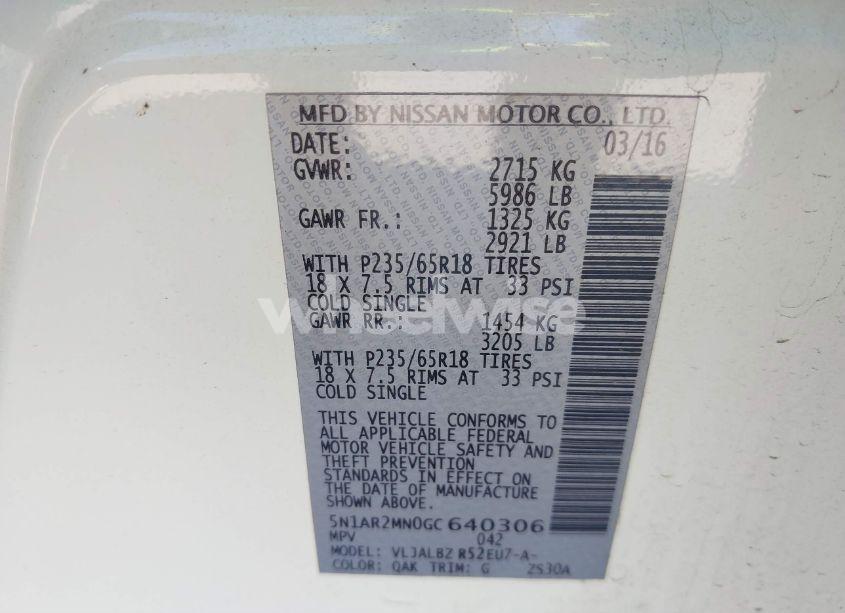 MFD BY NISSAN MOTOR CO., LTD.
DATE: 03/16
GVWR: 2715 KG
5986 LB
GAWR FR.: 1325 KG
2921 LB
WITH P235/65R18 TIRES
18 X 7.5 RIMS AT 33 PSI
COLD SINGLE
wheelwise
GAWR RR.: 1454 KG
3205 LB
WITH P235/65R18 TIRES
18 X 7.5 RIMS AT 33 PSI
COLD SINGLE
THIS VEHICLE CONFORMS TO
ALL APPLICABLE FEDERAL
MOTOR VEHICLE SAFETY AND
THEFT PREVENTION
STANDARDS IN EFFECT ON
THE DATE OF MANUFACTURE
SHOWN ABOVE.
5N1AR2MN0GC 640306
MPV 042
MODEL: VLJALBZ R52EU7-A-
COLOR: QAK TRIM: G 2S30A